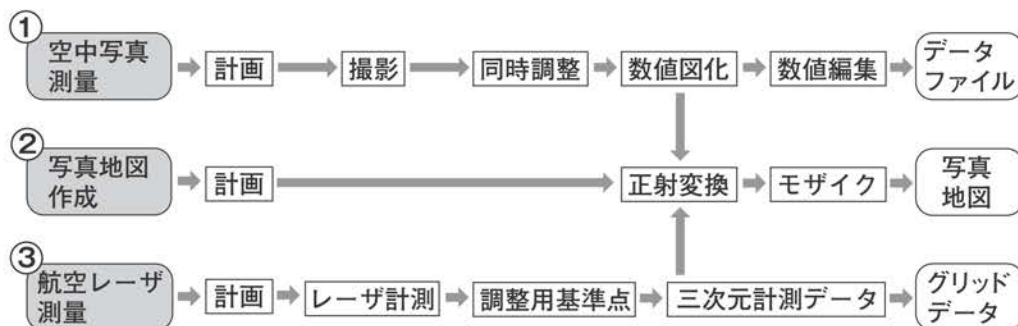 ①
空中写真
測量
計画
撮影
同時調整
数値図化
数値編集
データ
ファイル
②
写真地図
作成
計画
正射変換
モザイク
写真
地図
③
航空レーザ
測量
計画
レーザ計測
調整用基準点
三次元計測データ
グリッド
データ